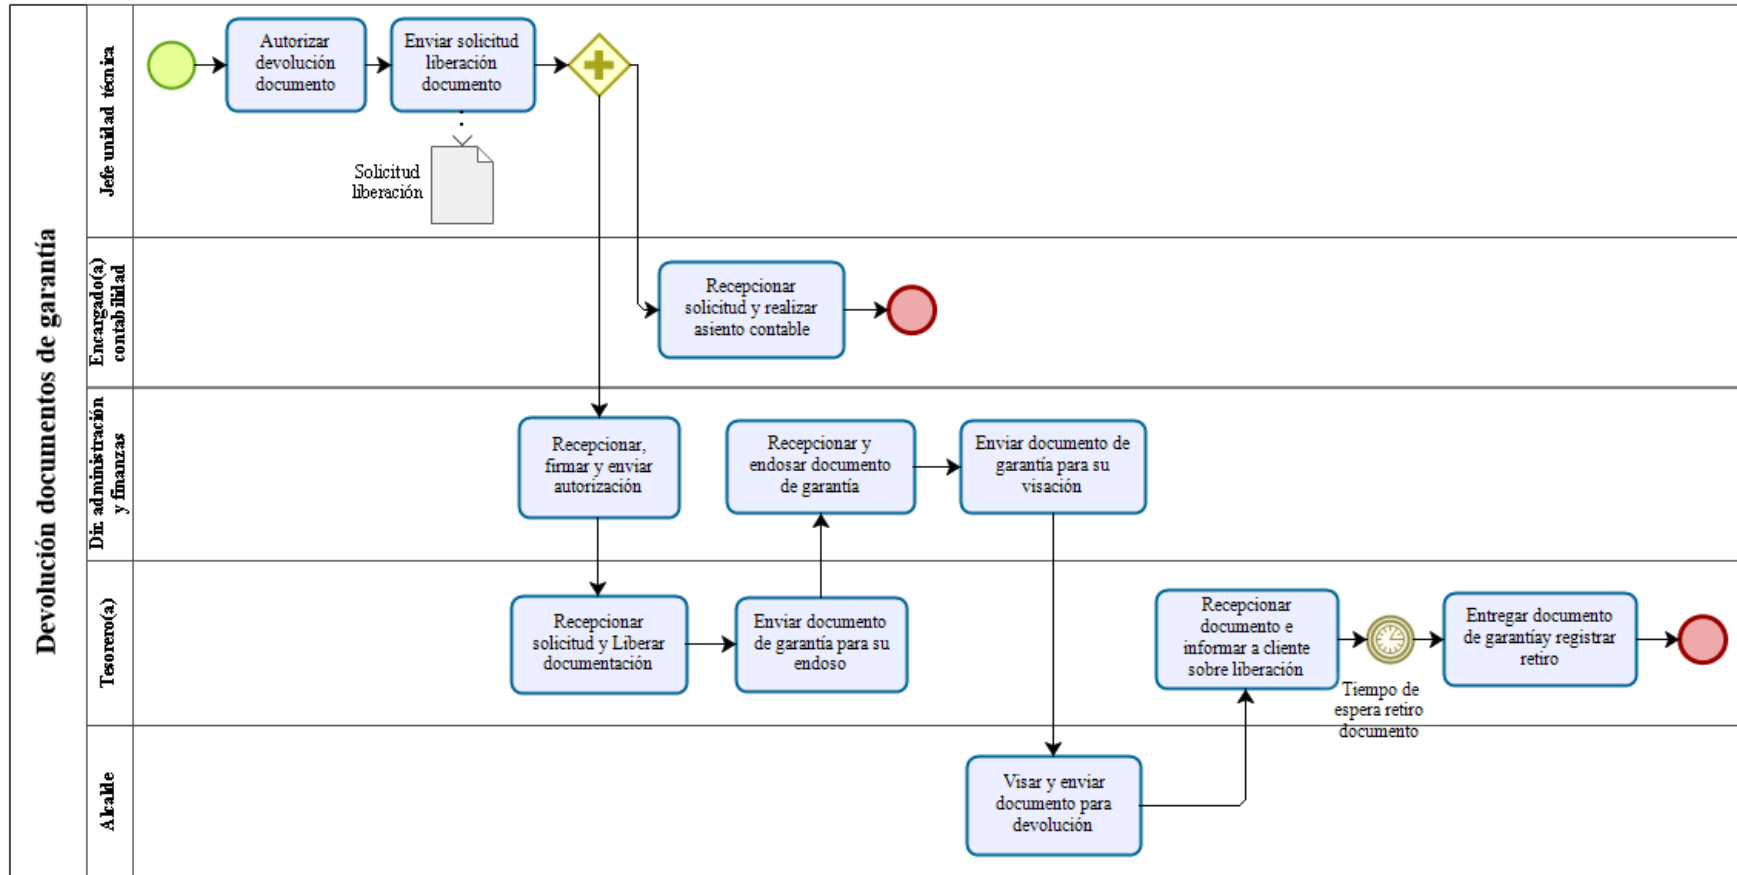 Devolución documentos de garantía
Jefe unidad técnica
Autorizar
devolución
documento
Enviar solicitud
liberación
documento
Solicitud
liberación
Encargado(a)
contabilidad
Recepcionar
solicitud y realizar
asiento contable
Dir. administración
y finanzas
Recepcionar,
firmar y enviar
autorización
Recepcionar y
endosar documento
de garantía
Enviar documento de
garantía para su
visación
Tesorero(a)
Recepcionar
solicitud y Liberar
documentación
Enviar documento
de garantía para su
endoso
Recepcionar
documento e
informar a cliente
sobre liberación
Tiempo de
espera retiro
documento
Entregar documento
de garantíay registrar
retiro
Alcalde
Visar y enviar
documento para
devolución